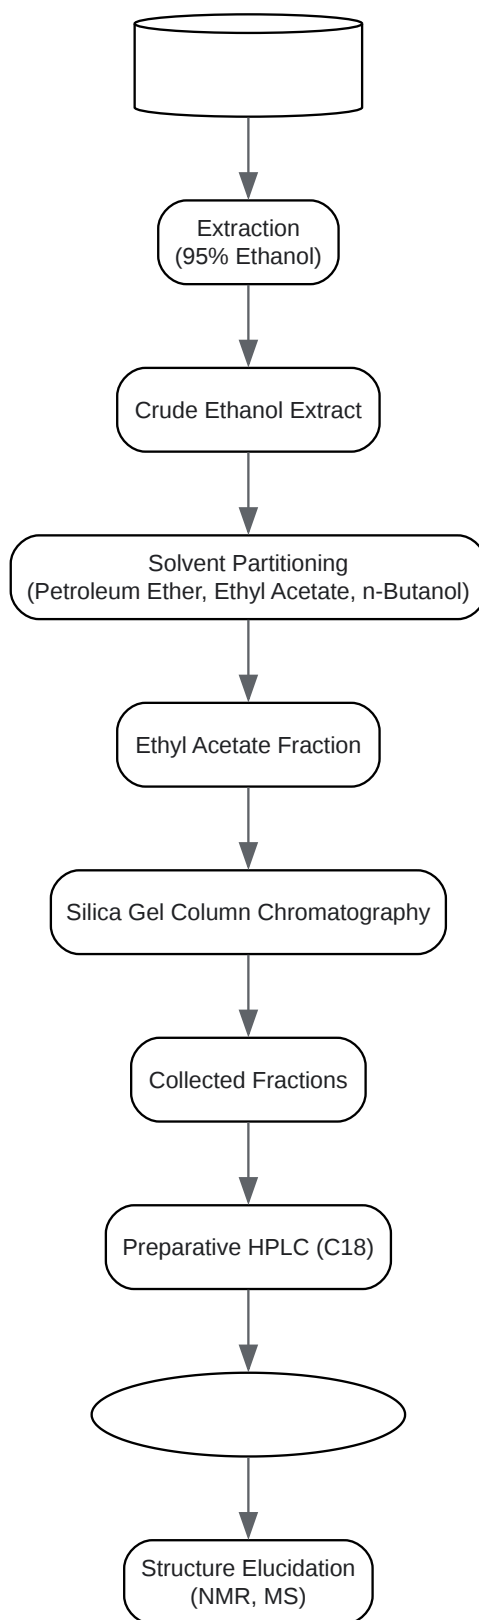 Extraction
(95% Ethanol)
Crude Ethanol Extract
Solvent Partitioning
(Petroleum Ether, Ethyl Acetate, n-Butanol)
Ethyl Acetate Fraction
Silica Gel Column Chromatography
Collected Fractions
Preparative HPLC (C18)
Structure Elucidation
(NMR, MS)